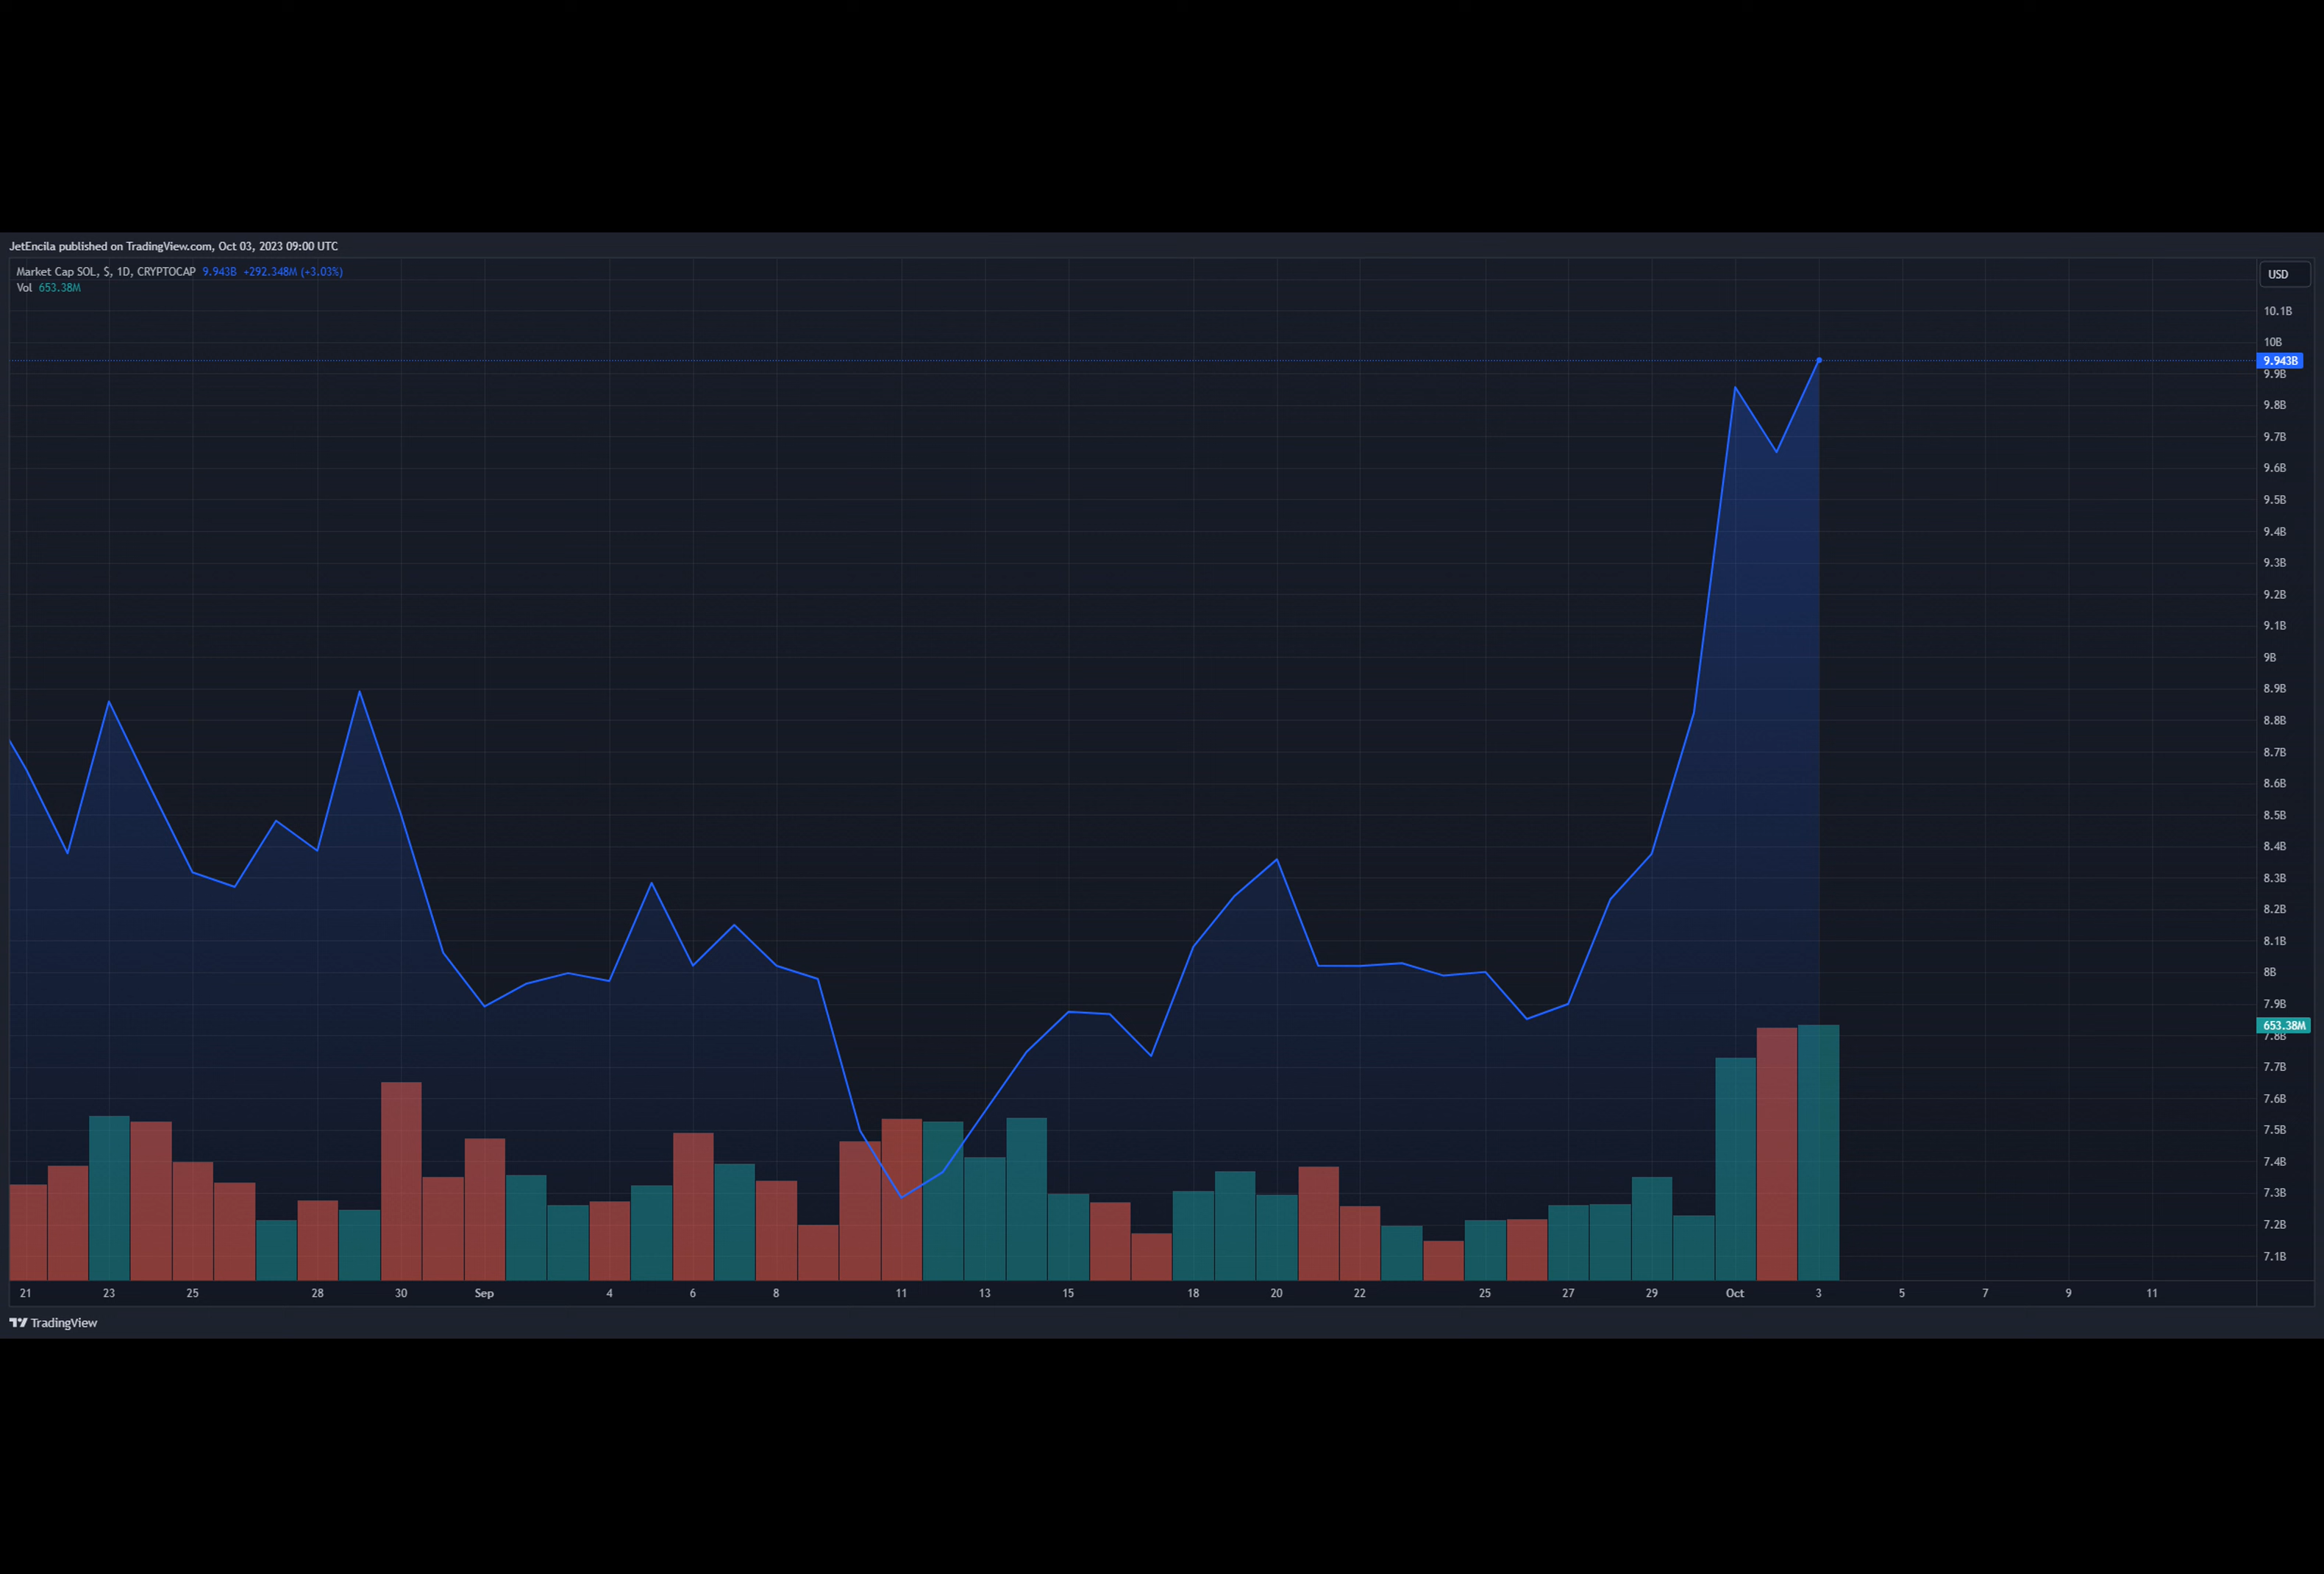 JetEncila published on TradingView.com, Oct 03, 2023 09:00 UTC
Market Cap SOL, $, 1D, CRYPTOCAP 9.943B +292.348M (+3.03%)
Vol 653.38M
USD
10.1B
10B
9.943B
9.9B
9.8B
9.7B
9.6B
9.5B
9.4B
9.3B
9.2B
9.1B
9B
8.9B
8.8B
8.7B
8.6B
8.5B
8.4B
8.3B
8.2B
8.1B
8B
7.9B
653.38M
7.8B
7.7B
7.6B
7.5B
7.4B
7.3B
7.2B
7.1B
21 23 25 28 30 Sep 4 6 8 11 13 15 18 20 22 25 27 29 Oct 3 5 7 9 11
TradingView